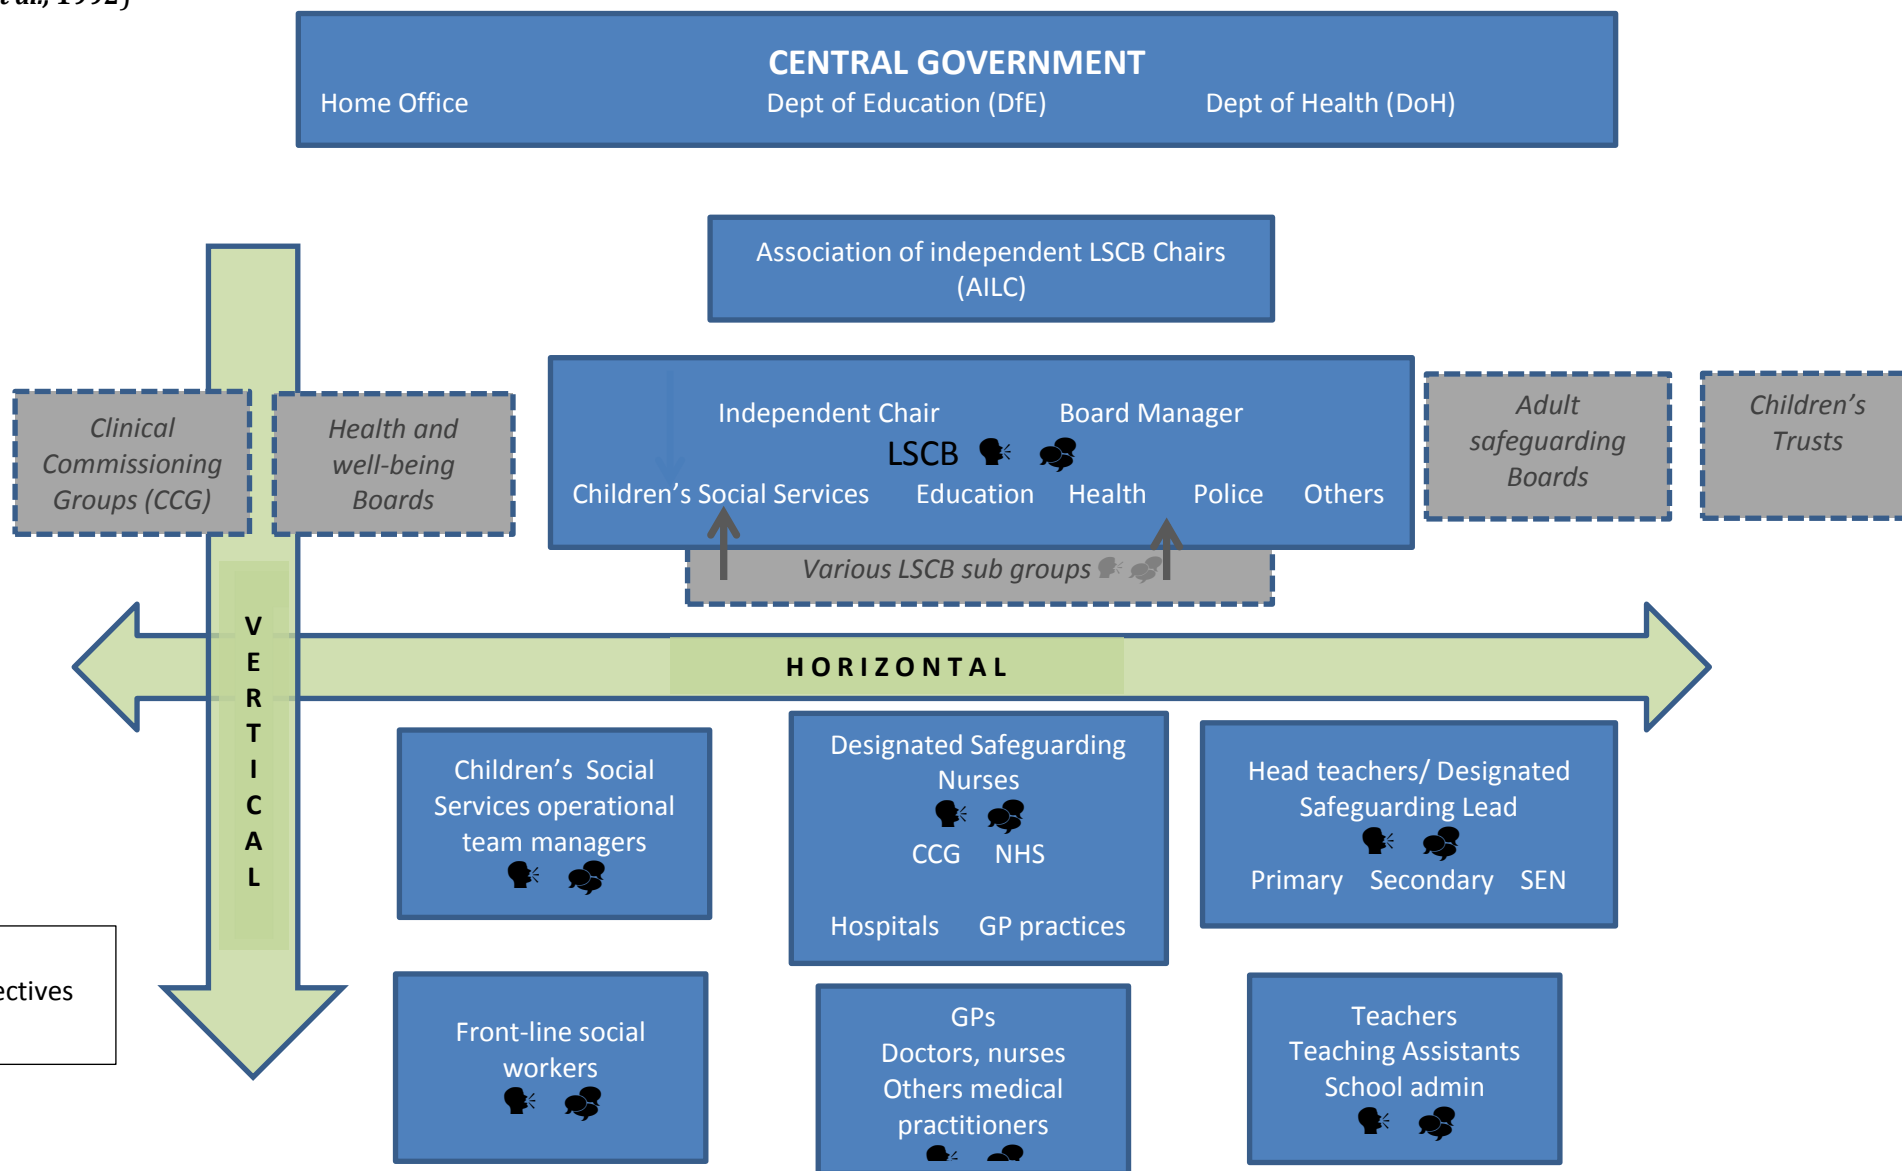 1992)
CENTRAL GOVERNMENT
Home Office Dept of Education (DfE) Dept of Health (DoH)
Association of independent LSCB Chairs
(AILC)
Clinical
Commissioning
Groups (CCG)
Health and
well-being
Boards
Independent Chair Board Manager
LSCB
Children's Social Services Education Health Police Others
Adult
safeguarding
Boards
Children's
Trusts
Various LSCB sub groups
VERTICAL
HORIZONTAL
Children's Social
Services operational
team managers
Designated Safeguarding
Nurses
CCG NHS
Hospitals GP practices
Head teachers/ Designated
Safeguarding Lead
Primary Secondary SEN
Front-line social
workers
GPs
Doctors, nurses
Others medical
practitioners
Teachers
Teaching Assistants
School admin